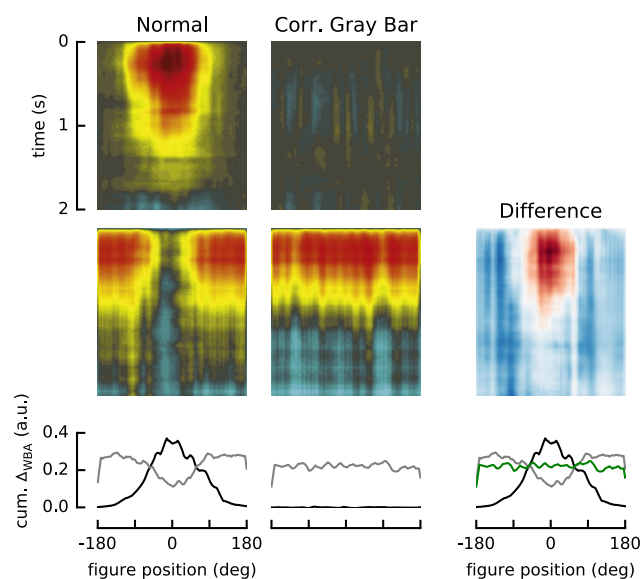 Normal
Corr. Gray Bar
0
1
2
time (s)
Difference
0.4
0.2
0.0
cum. Δ_WBA (a.u.)
-180 0 180
-180 0 180
figure position (deg)
figure position (deg)